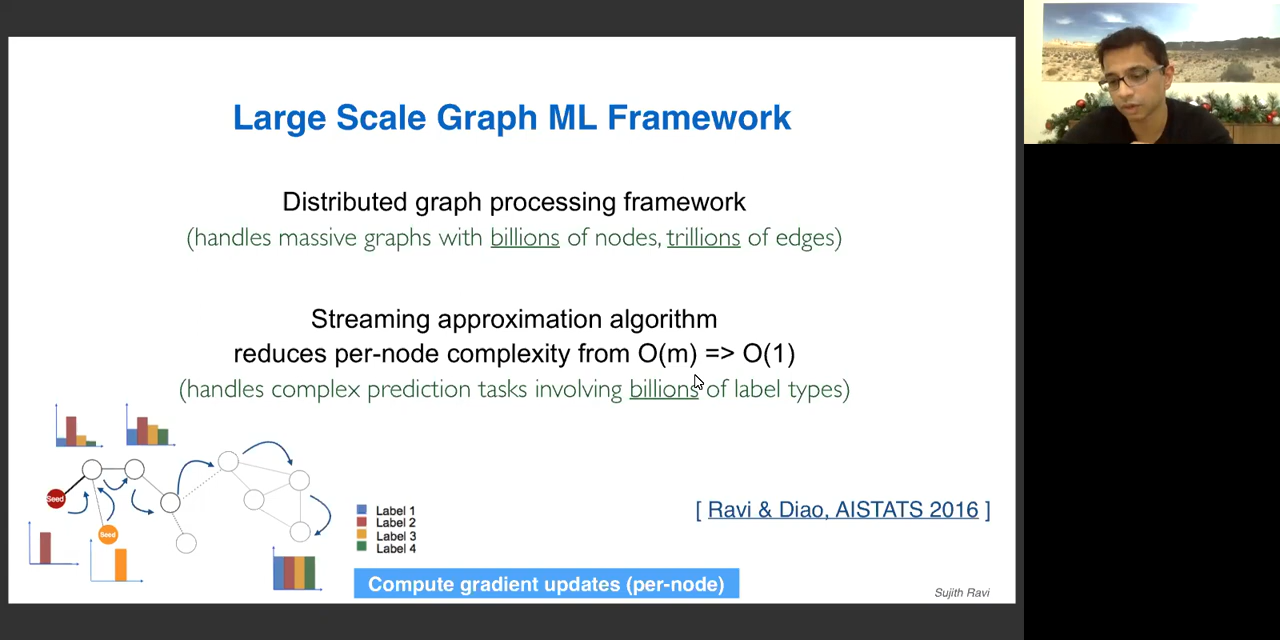 Large Scale Graph ML Framework
Distributed graph processing framework
(handles massive graphs with billions of nodes, trillions of edges)
Streaming approximation algorithm
reduces per-node complexity from O(m) => O(1)
(handles complex prediction tasks involving billions of label types)
Seed
Seed
Label 1
Label 2
Label 3
Label 4
[ Ravi & Diao, AISTATS 2016 ]
Compute gradient updates (per-node)
Sujith Ravi